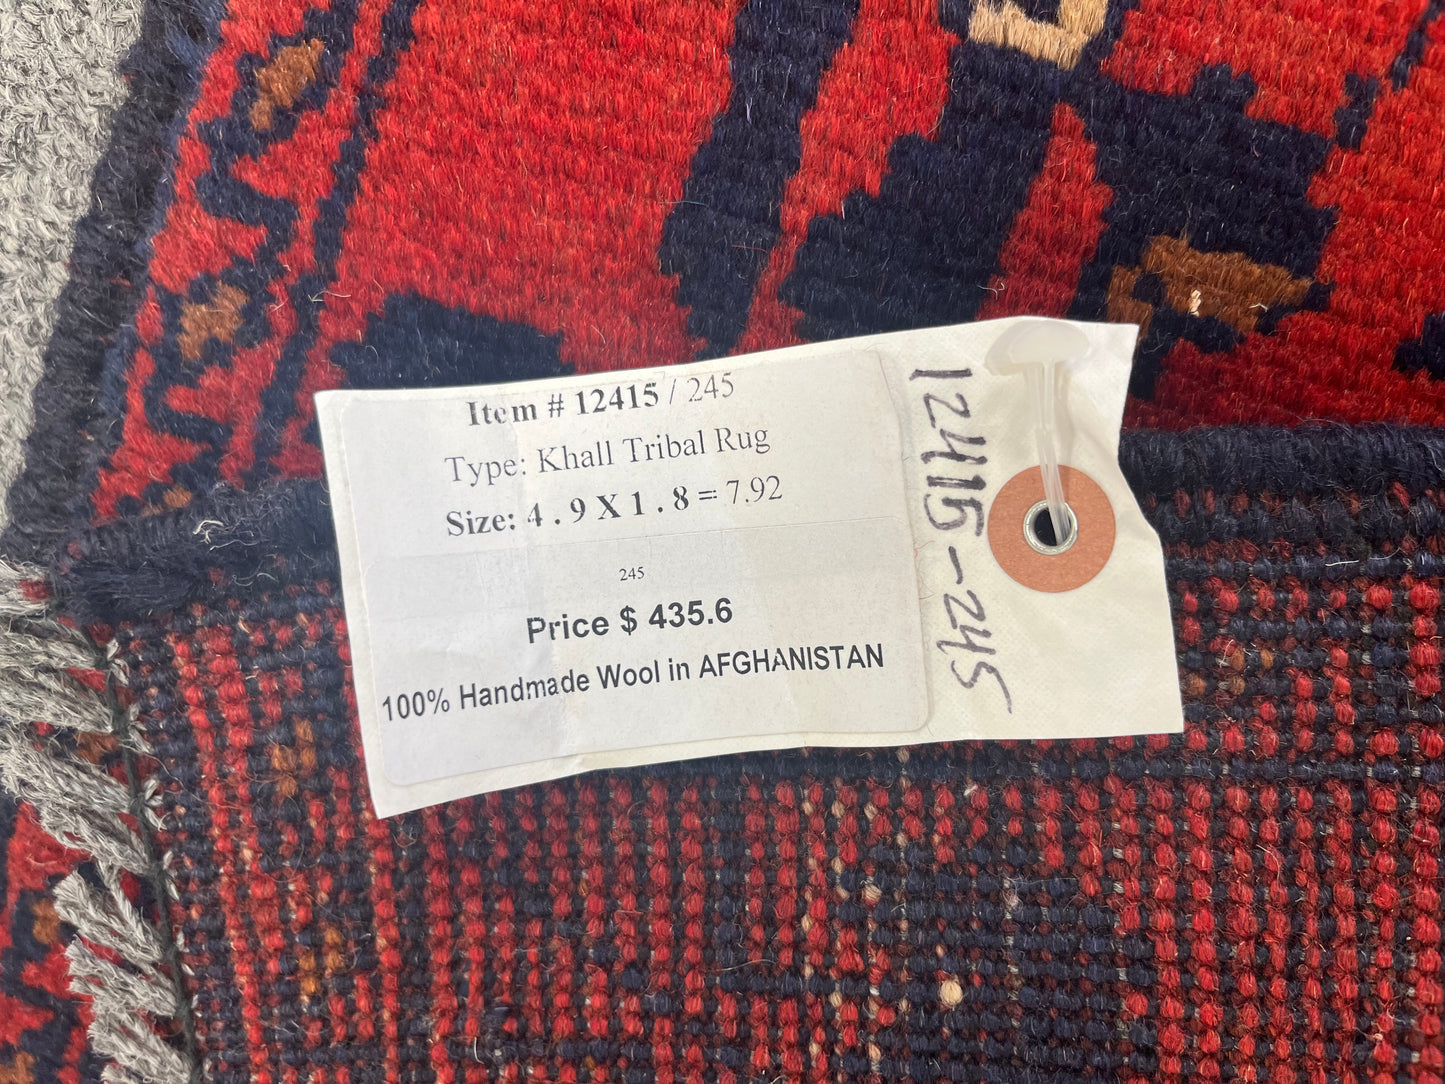 Item # 12415 / 245
Type: Khall Tribal Rug
Size: 4 . 9 X 1 . 8 = 7.92
245
Price $ 435.6
100% Handmade Wool in AFGHANISTAN
12415-245